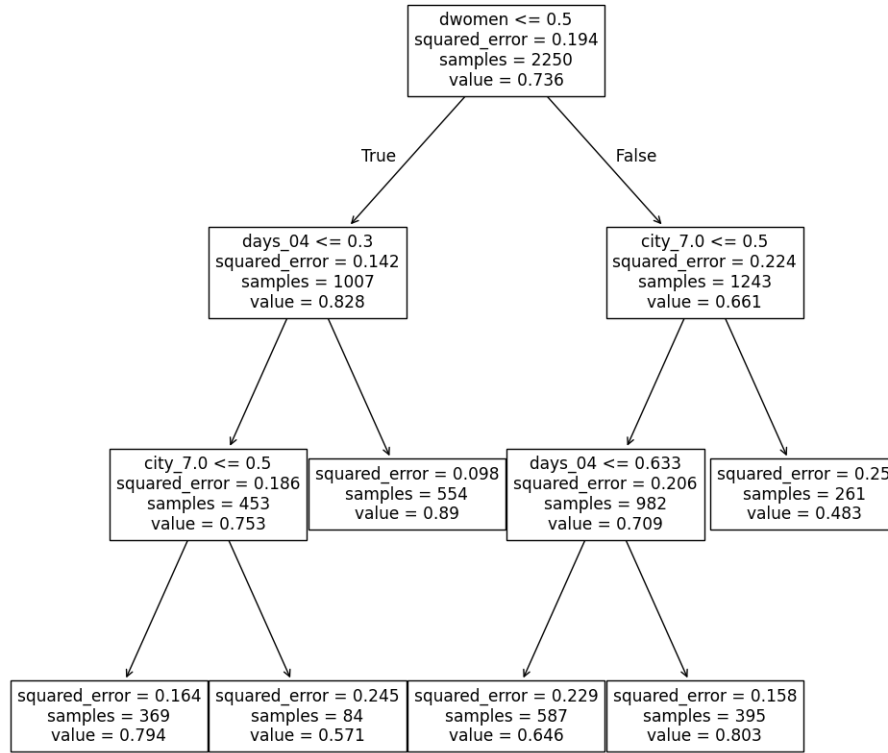 dwomen <= 0.5
squared_error = 0.194
samples = 2250
value = 0.736
True
False
days_04 <= 0.3
squared_error = 0.142
samples = 1007
value = 0.828
city_7.0 <= 0.5
squared_error = 0.224
samples = 1243
value = 0.661
city_7.0 <= 0.5
squared_error = 0.186
samples = 453
value = 0.753
squared_error = 0.098
samples = 554
value = 0.89
days_04 <= 0.633
squared_error = 0.206
samples = 982
value = 0.709
squared_error = 0.25
samples = 261
value = 0.483
squared_error = 0.164
samples = 369
value = 0.794
squared_error = 0.245
samples = 84
value = 0.571
squared_error = 0.229
samples = 587
value = 0.646
squared_error = 0.158
samples = 395
value = 0.803